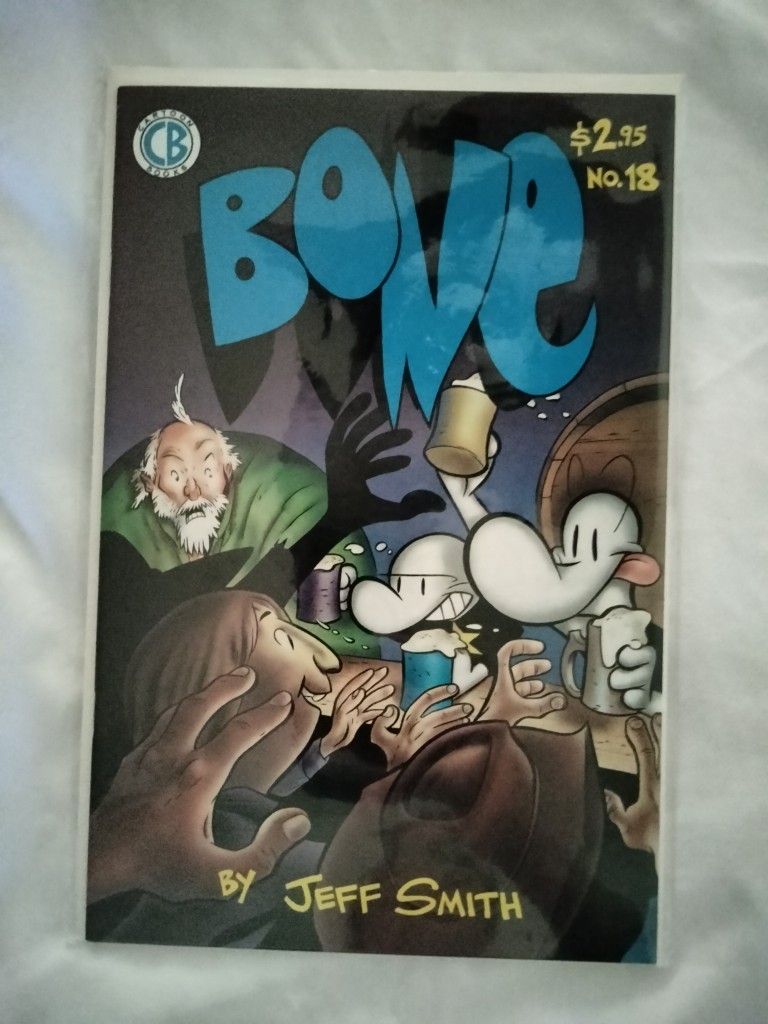 CARTOON
CB
BOOKS
BONE
$2.95
NO.18
BY JEFF SMITH